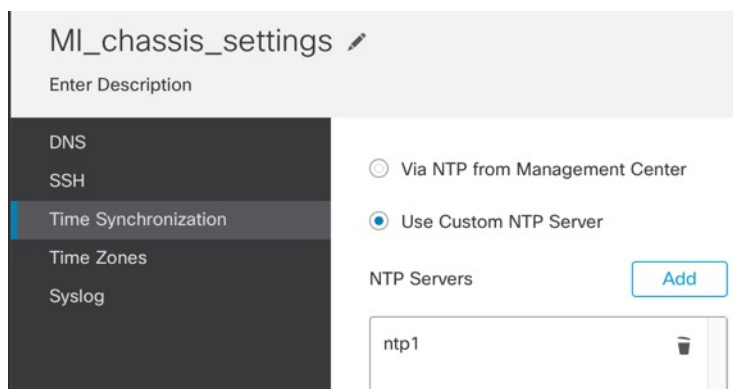 MI_chassis_settings
Enter Description
DNS
SSH
Time Synchronization
Time Zones
Syslog
Via NTP from Management Center
Use Custom NTP Server
NTP Servers
Add
ntp1